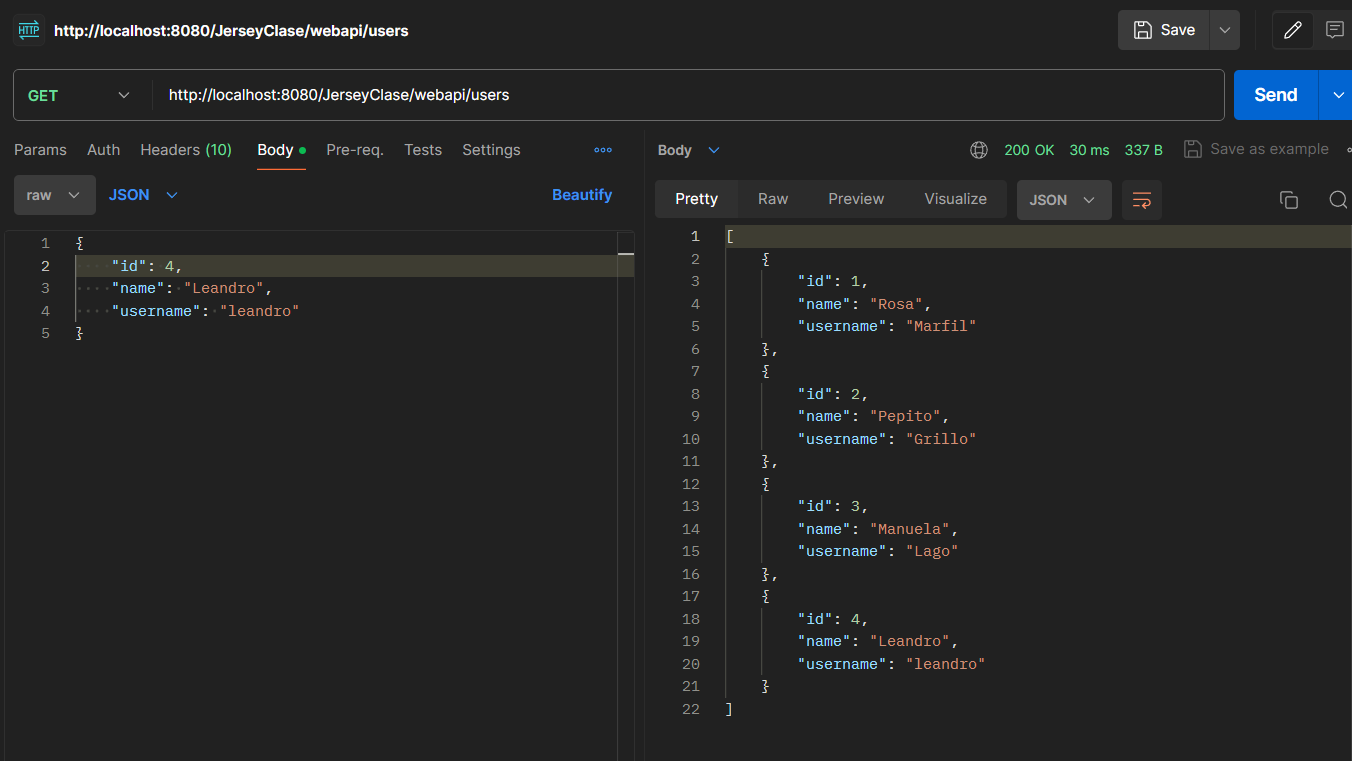 HTTP http://localhost:8080/JerseyClase/webapi/users Save
GET http://localhost:8080/JerseyClase/webapi/users Send
Params Auth Headers (10) Body Pre-req. Tests Settings
raw JSON Beautify
1 {
2 "id": 4,
3 "name": "Leandro",
4 "username": "leandro"
5 }
Body 200 OK 30 ms 337 B Save as example
Pretty Raw Preview Visualize JSON
1 [
2 {
3 "id": 1,
4 "name": "Rosa",
5 "username": "Marfil"
6 },
7 {
8 "id": 2,
9 "name": "Pepito",
10 "username": "Grillo"
11 },
12 {
13 "id": 3,
14 "name": "Manuela",
15 "username": "Lago"
16 },
17 {
18 "id": 4,
19 "name": "Leandro",
20 "username": "leandro"
21 }
22 ]